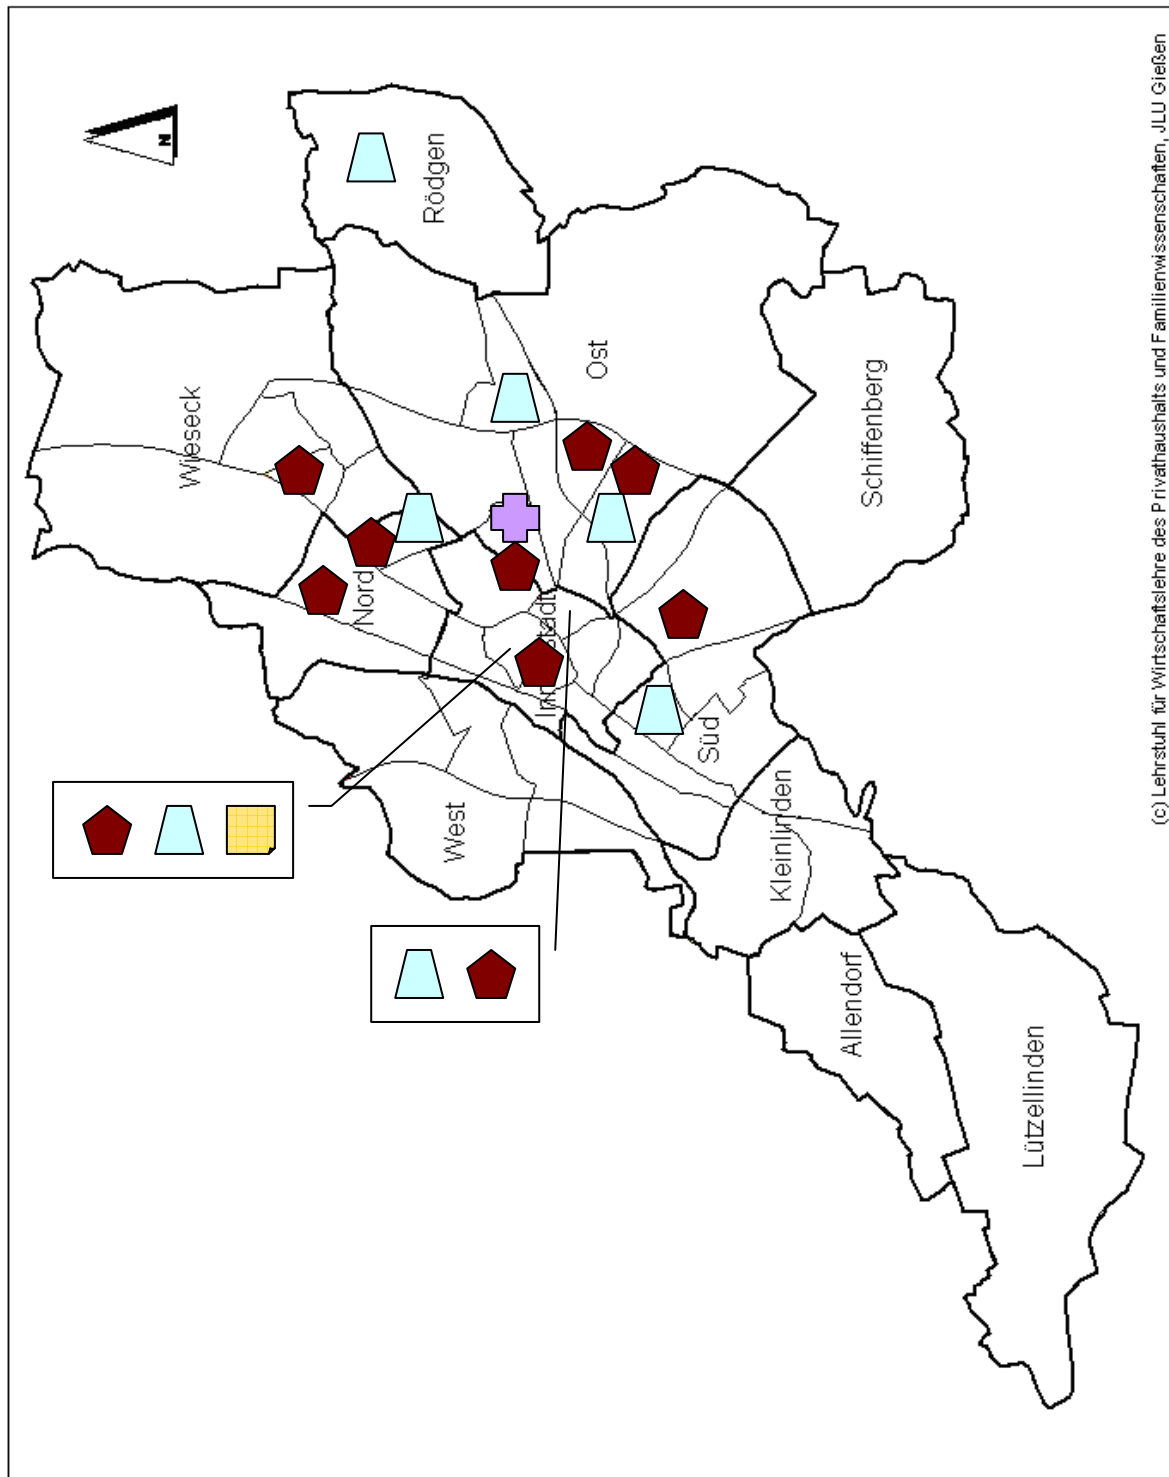 N
Rödgen
Wieseck
Ost
Schiffenberg
Nord
Innenstadt
Süd
West
Kleinlinden
Allendorf
Lützellinden
(c) Lehrstuhl für Wirtschaftslehre des Privathaushalts und Familienwissenschaften, JLU Gießen